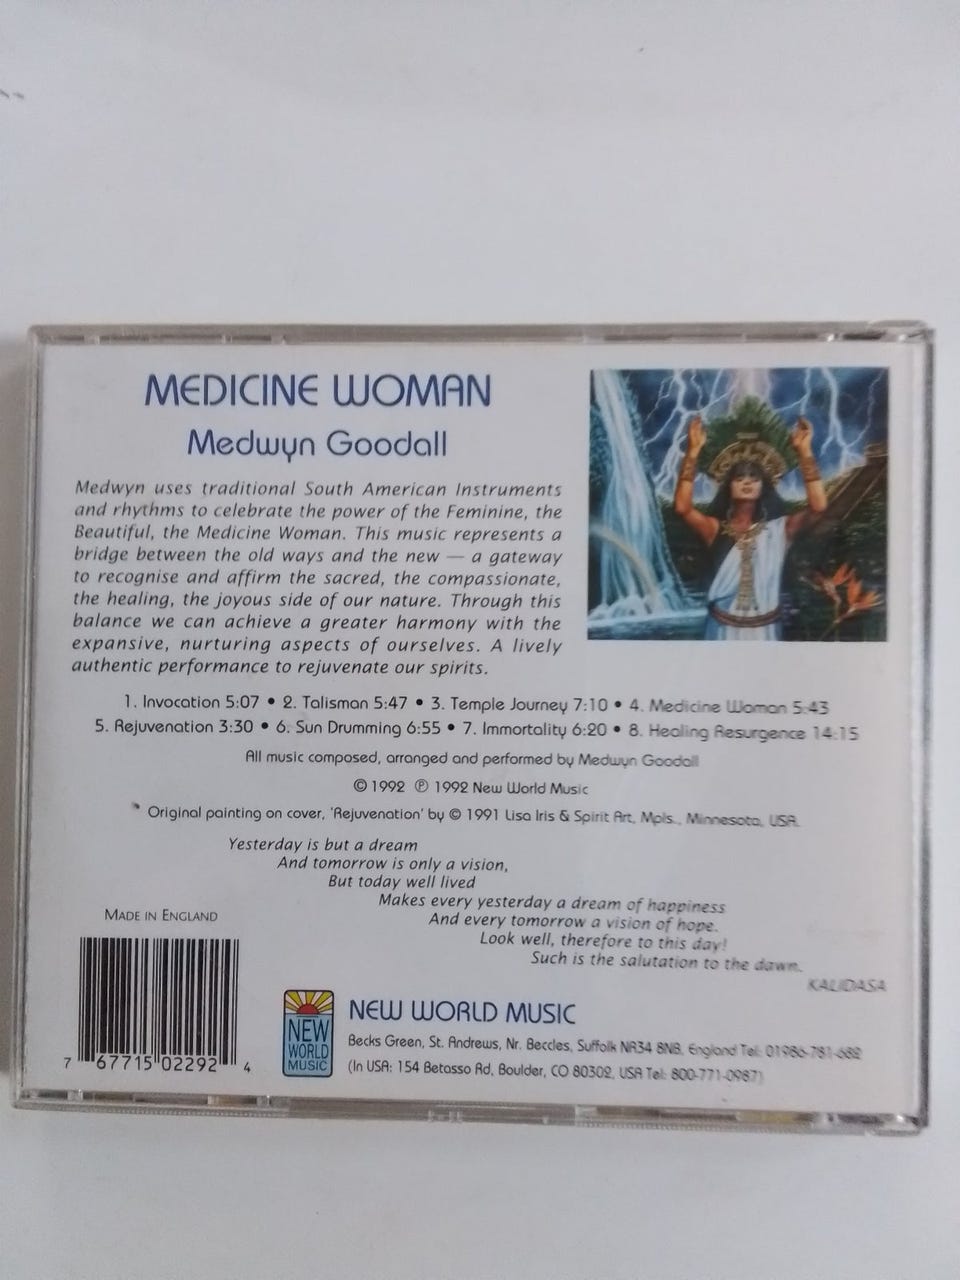 MEDICINE WOMAN
Medwyn Goodall
Medwyn uses traditional South American Instruments
and rhythms to celebrate the power of the Feminine, the
Beautiful, the Medicine Woman. This music represents a
bridge between the old ways and the new — a gateway
to recognise and affirm the sacred, the compassionate,
the healing, the joyous side of our nature. Through this
balance we can achieve a greater harmony with the
expansive, nurturing aspects of ourselves. A lively
authentic performance to rejuvenate our spirits.
1. Invocation 5:07 • 2. Talisman 5:47 • 3. Temple Journey 7:10 • 4. Medicine Woman 5:43
5. Rejuvenation 3:30 • 6. Sun Drumming 6:55 • 7. Immortality 6:20 • 8. Healing Resurgence 14:15
All music composed, arranged and performed by Medwyn Goodall
© 1992 ℗ 1992 New World Music
Original painting on cover, 'Rejuvenation' by © 1991 Lisa Iris & Spirit Art, Mpls., Minnesota, USA.
Yesterday is but a dream
And tomorrow is only a vision,
But today well lived
Makes every yesterday a dream of happiness
And every tomorrow a vision of hope.
Look well, therefore to this day!
Such is the salutation to the dawn.
KALIDASA
MADE IN ENGLAND
7 67715 02292 4
NEW
WORLD
MUSIC
NEW WORLD MUSIC
Becks Green, St. Andrews, Nr. Beccles, Suffolk NR34 8NB, England Tel: 01986-781-682
(In USA: 154 Betasso Rd, Boulder, CO 80302, USA Tel: 800-771-0987)